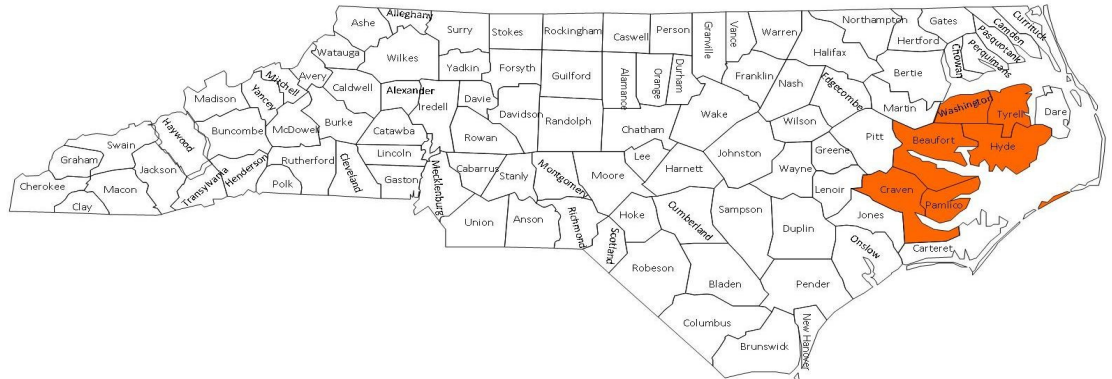 Alleghany
Ashe
Surry
Stokes
Rockingham
Caswell
Person
Granville
Vance
Warren
Northampton
Gates
Hertford
Camden
Currituck
Pasquotank
Perquimans
Chowan
Watauga
Wilkes
Yadkin
Forsyth
Guilford
Alamance
Orange
Durham
Franklin
Halifax
Bertie
Mitchell
Avery
Caldwell
Alexander
Iredell
Davie
Davidson
Randolph
Chatham
Wake
Nash
Edgecombe
Martin
Washington
Tyrell
Dare
Madison
Yancey
McDowell
Burke
Catawba
Rowan
Wilson
Pitt
Beaufort
Hyde
Haywood
Buncombe
Rutherford
Lincoln
Lee
Harnett
Johnston
Wayne
Greene
Swain
Graham
Jackson
Transylvania
Henderson
Polk
Cleveland
Gaston
Mecklenburg
Cabarrus
Stanly
Montgomery
Moore
Lenoir
Craven
Pamlico
Cherokee
Macon
Clay
Union
Anson
Richmond
Scotland
Hoke
Cumberland
Sampson
Duplin
Jones
Onslow
Carteret
Robeson
Bladen
Pender
Columbus
Brunswick
New Hanover